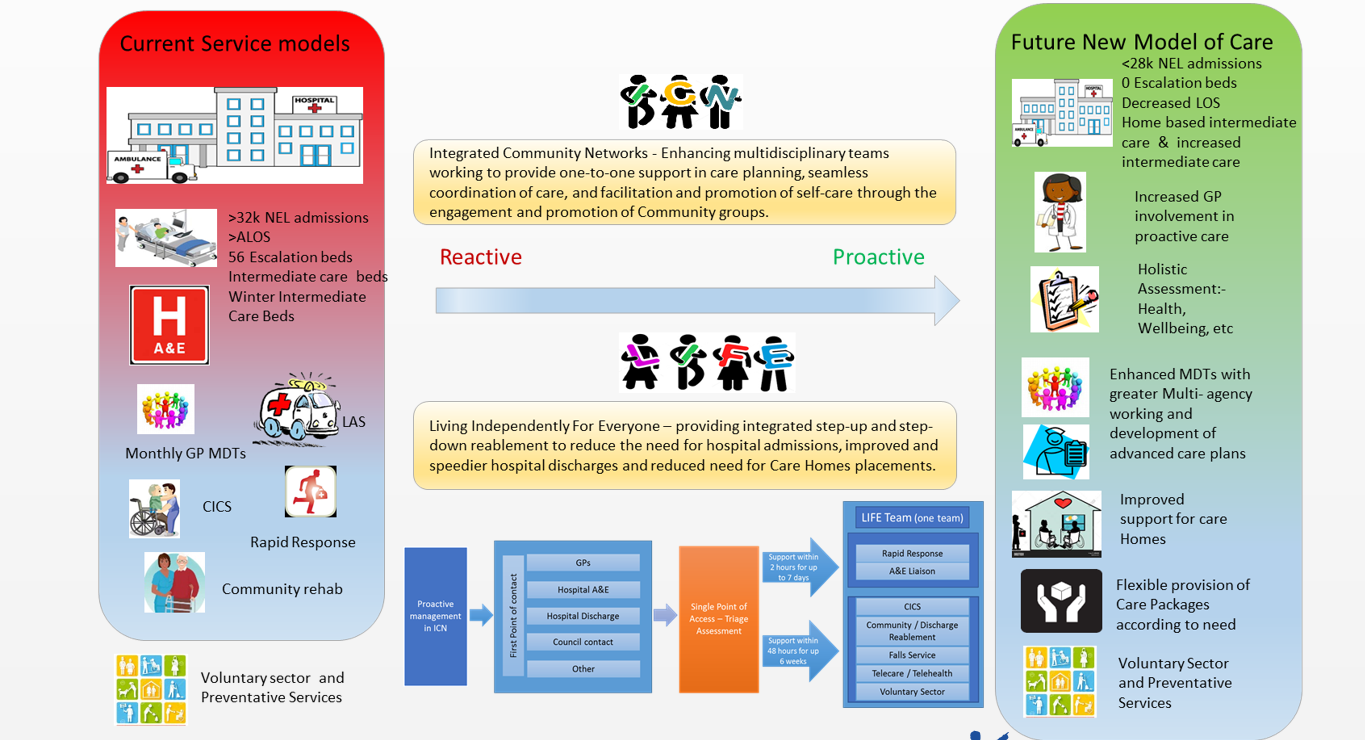 Current Service models
HOSPITAL
AMBULANCE
>32k NEL admissions
>ALOS
56 Escalation beds
Intermediate care beds
Winter Intermediate
Care Beds
H
A&E
LAS
Monthly GP MDTs
CICS
Rapid Response
Community rehab
Voluntary sector and
Preventative Services
I C N
Integrated Community Networks - Enhancing multidisciplinary teams
working to provide one-to-one support in care planning, seamless
coordination of care, and facilitation and promotion of self-care through the
engagement and promotion of Community groups.
Reactive
Proactive
L I F E
Living Independently For Everyone – providing integrated step-up and step-
down reablement to reduce the need for hospital admissions, improved and
speedier hospital discharges and reduced need for Care Homes placements.
Proactive
management
in ICN
First Point of contact
GPs
Hospital A&E
Hospital Discharge
Council contact
Other
Single Point of
Access – Triage
Assessment
Support within
2 hours for up
to 7 days
Support within
48 hours for up
6 weeks
LIFE Team (one team)
Rapid Response
A&E Liaison
CICS
Community / Discharge
Reablement
Falls Service
Telecare / Telehealth
Voluntary Sector
Future New Model of Care
<28k NEL admissions
0 Escalation beds
Decreased LOS
Home based intermediate
care & increased
intermediate care
HOSPITAL
AMBULANCE
Increased GP
involvement in
proactive care
Holistic
Assessment:-
Health,
Wellbeing, etc
Enhanced MDTs with
greater Multi- agency
working and
development of
advanced care plans
Improved
support for care
Homes
Flexible provision of
Care Packages
according to need
Voluntary Sector
and Preventative
Services